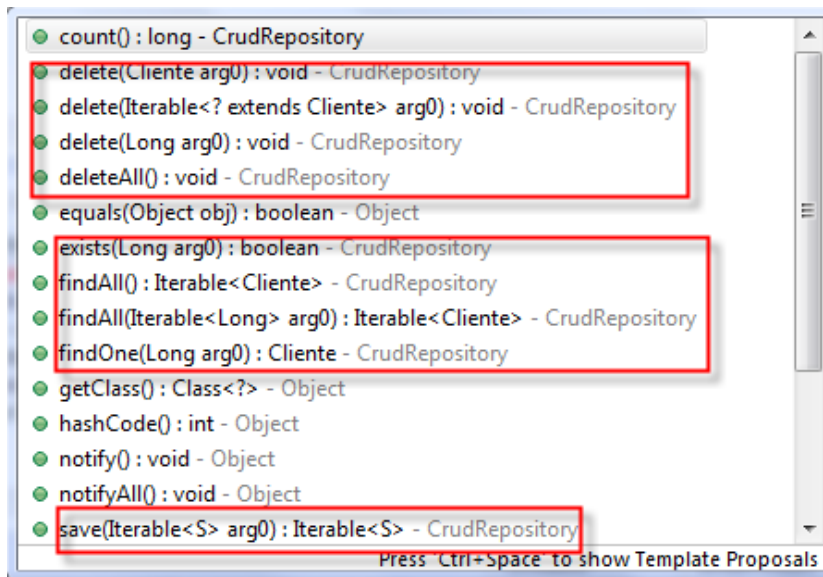 count() : long - CrudRepository
delete(Cliente arg0) : void - CrudRepository
delete(Iterable<? extends Cliente> arg0) : void - CrudRepository
delete(Long arg0) : void - CrudRepository
deleteAll() : void - CrudRepository
equals(Object obj) : boolean - Object
exists(Long arg0) : boolean - CrudRepository
findAll() : Iterable<Cliente> - CrudRepository
findAll(Iterable<Long> arg0) : Iterable<Cliente> - CrudRepository
findOne(Long arg0) : Cliente - CrudRepository
getClass() : Class<?> - Object
hashCode() : int - Object
notify() : void - Object
notifyAll() : void - Object
save(Iterable<S> arg0) : Iterable<S> - CrudRepository
Press 'Ctrl+Space' to show Template Proposals